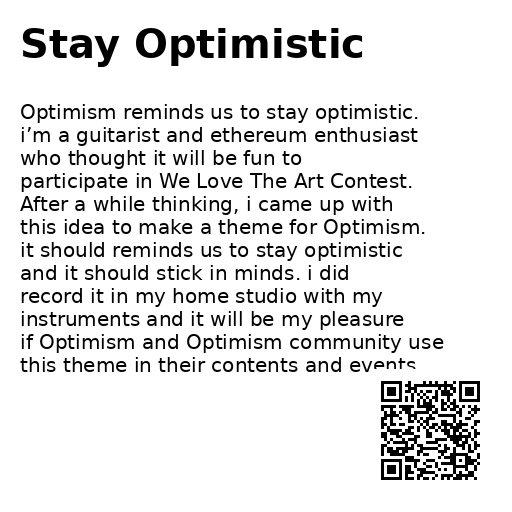 Stay Optimistic
Optimism reminds us to stay optimistic.
i’m a guitarist and ethereum enthusiast
who thought it will be fun to
participate in We Love The Art Contest.
After a while thinking, i came up with
this idea to make a theme for Optimism.
it should reminds us to stay optimistic
and it should stick in minds. i did
record it in my home studio with my
instruments and it will be my pleasure
if Optimism and Optimism community use
this theme in their contents and events